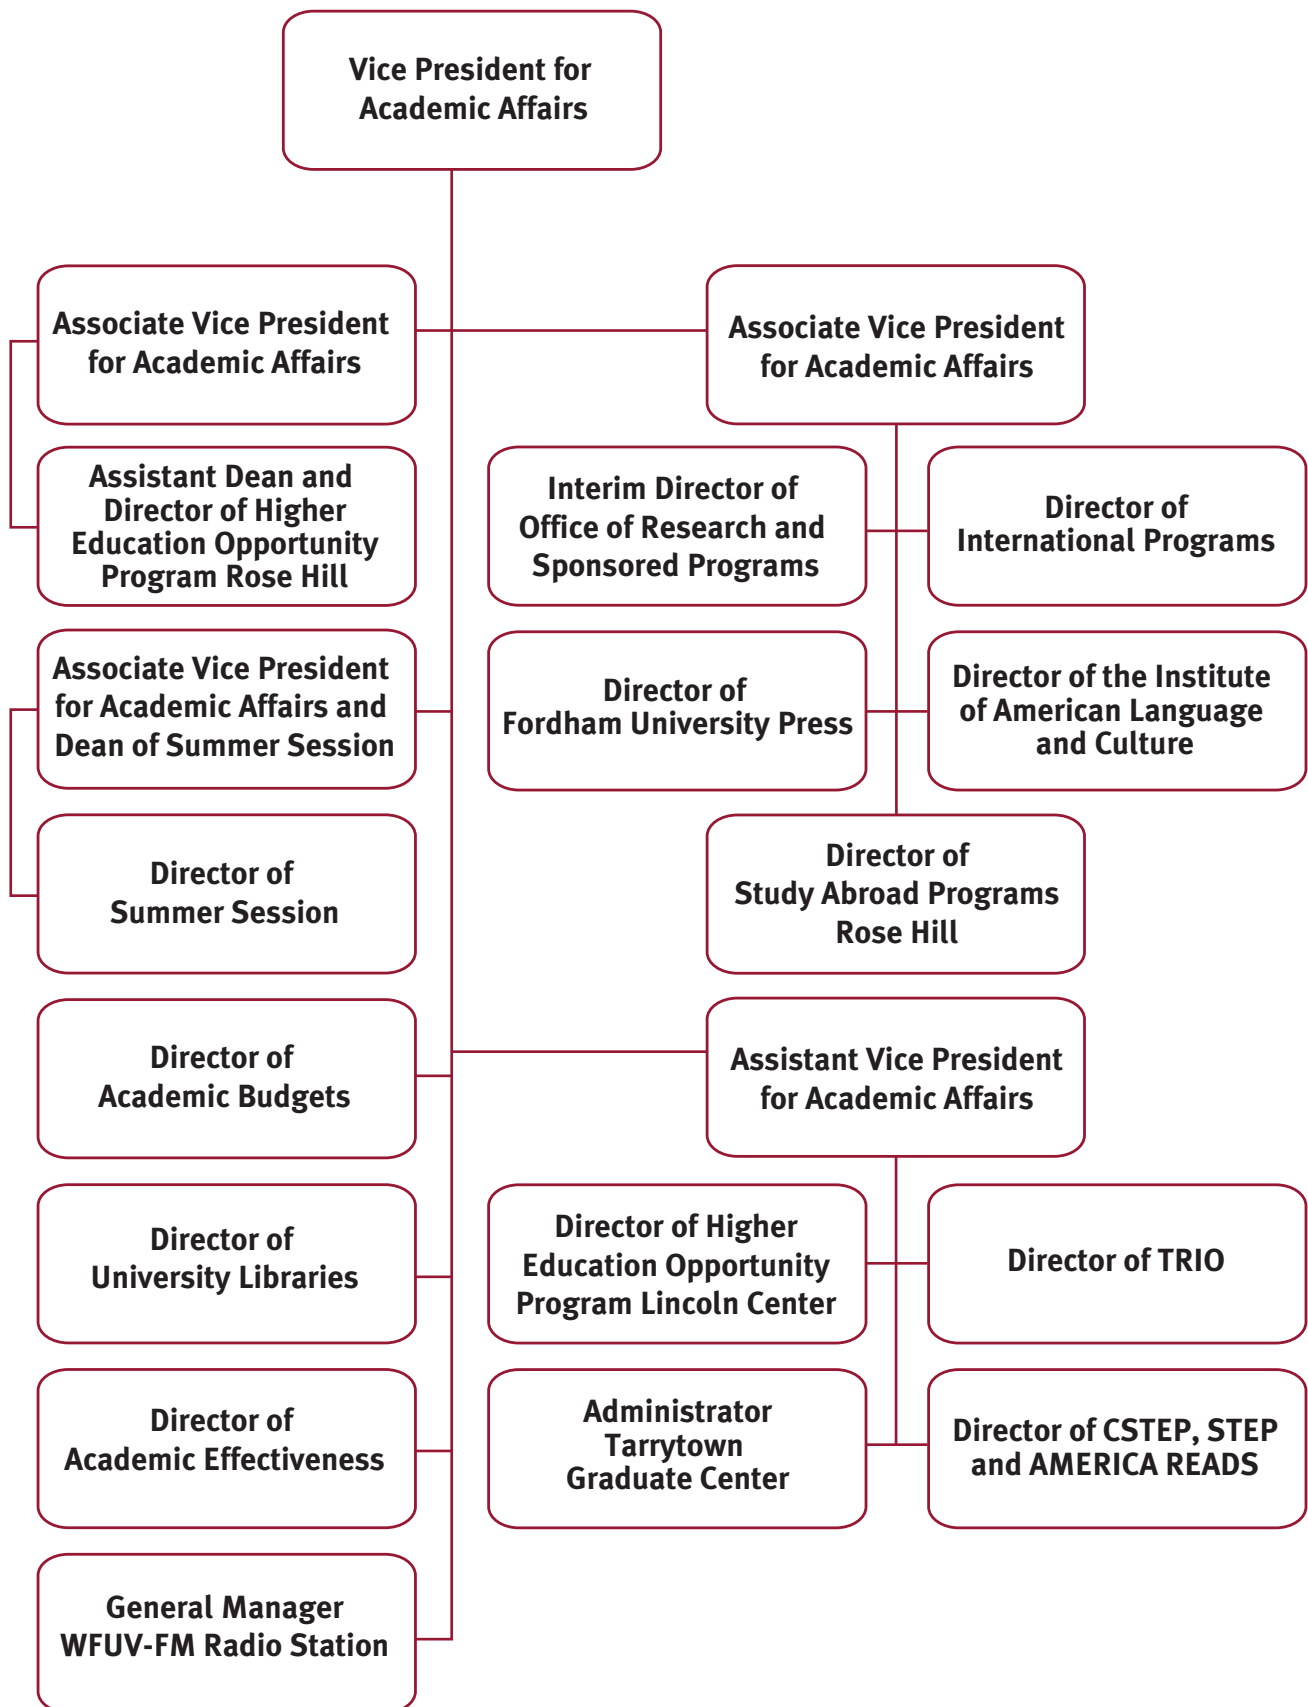 Vice President for
Academic Affairs
Associate Vice President
for Academic Affairs
Associate Vice President
for Academic Affairs
Assistant Dean and
Director of Higher
Education Opportunity
Program Rose Hill
Interim Director of
Office of Research and
Sponsored Programs
Director of
International Programs
Associate Vice President
for Academic Affairs and
Dean of Summer Session
Director of
Fordham University Press
Director of the Institute
of American Language
and Culture
Director of
Summer Session
Director of
Study Abroad Programs
Rose Hill
Director of
Academic Budgets
Assistant Vice President
for Academic Affairs
Director of
University Libraries
Director of Higher
Education Opportunity
Program Lincoln Center
Director of TRIO
Director of
Academic Effectiveness
Administrator
Tarrytown
Graduate Center
Director of CSTEP, STEP
and AMERICA READS
General Manager
WFUV-FM Radio Station